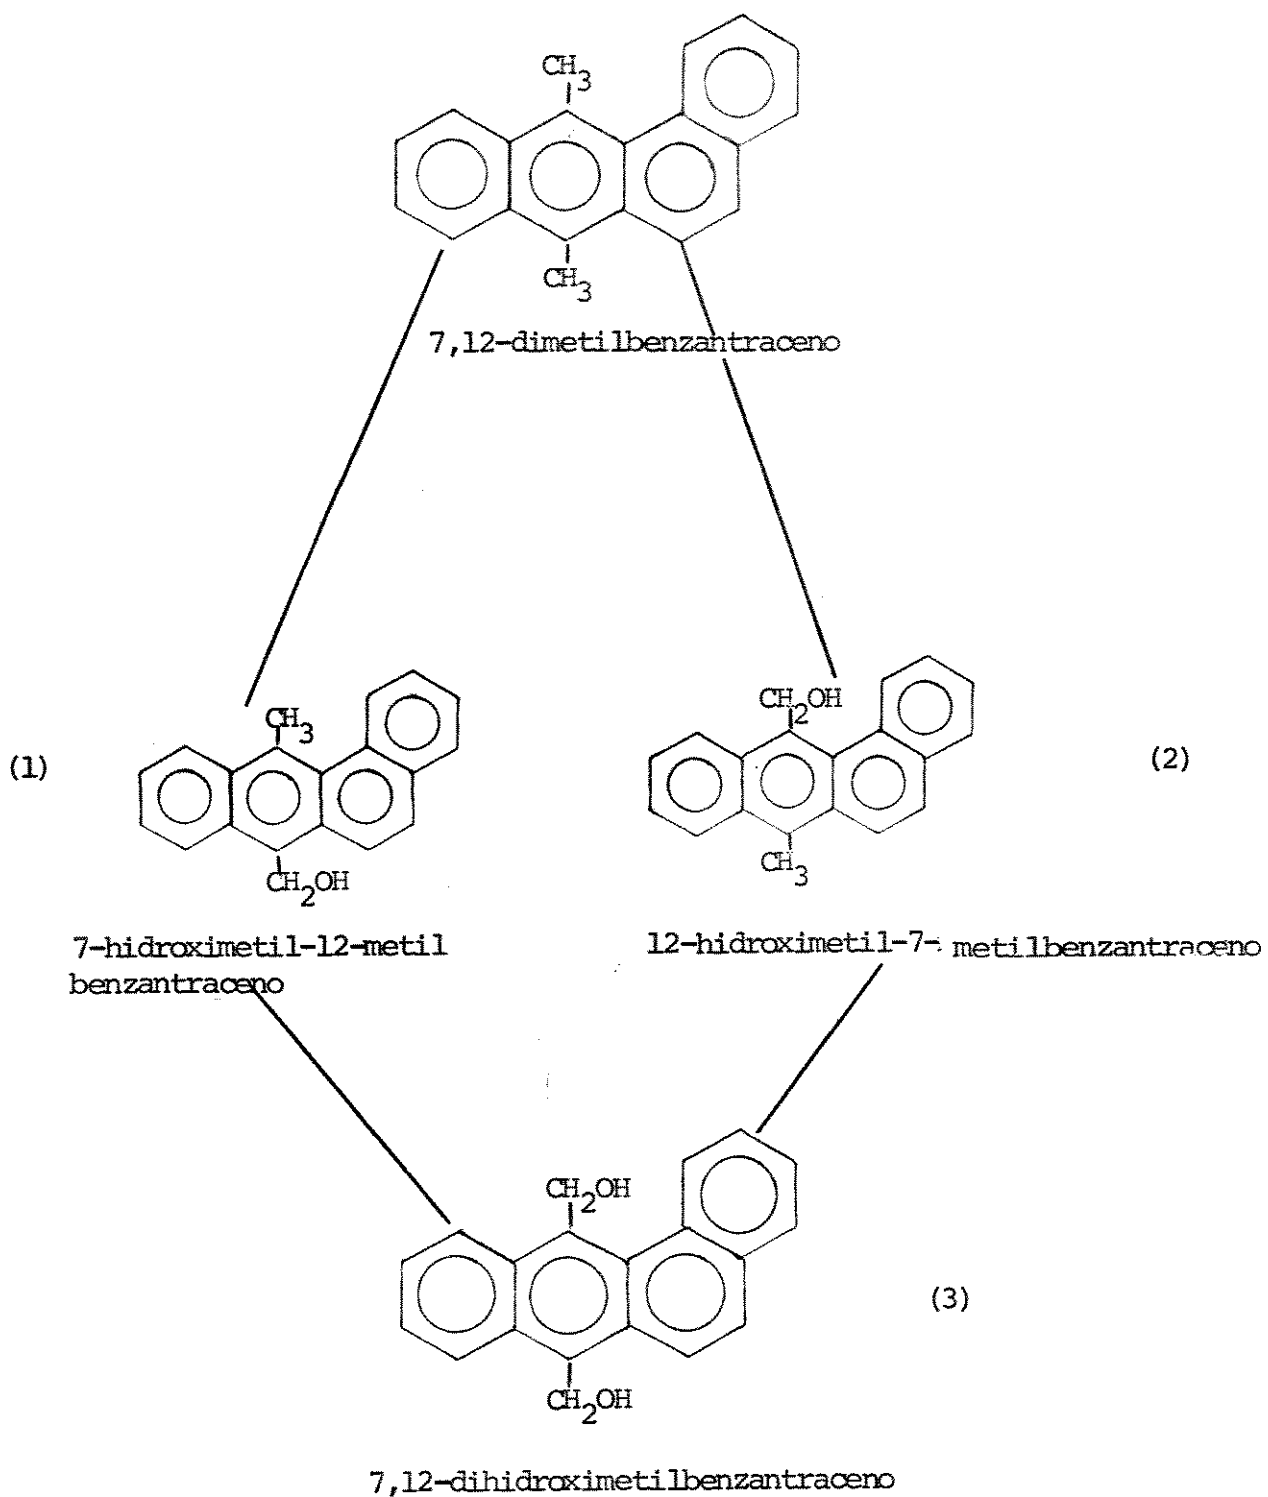 CH3
CH3
7,12-dimetilbenzantraceno
CH3
CH2OH
(1)
(2)
CH2OH
CH3
7-hidroximetil-12-metil
benzantraceno
12-hidroximetil-7- metilbenzantraceno
CH2OH
(3)
CH2OH
7,12-dihidroximetilbenzantraceno